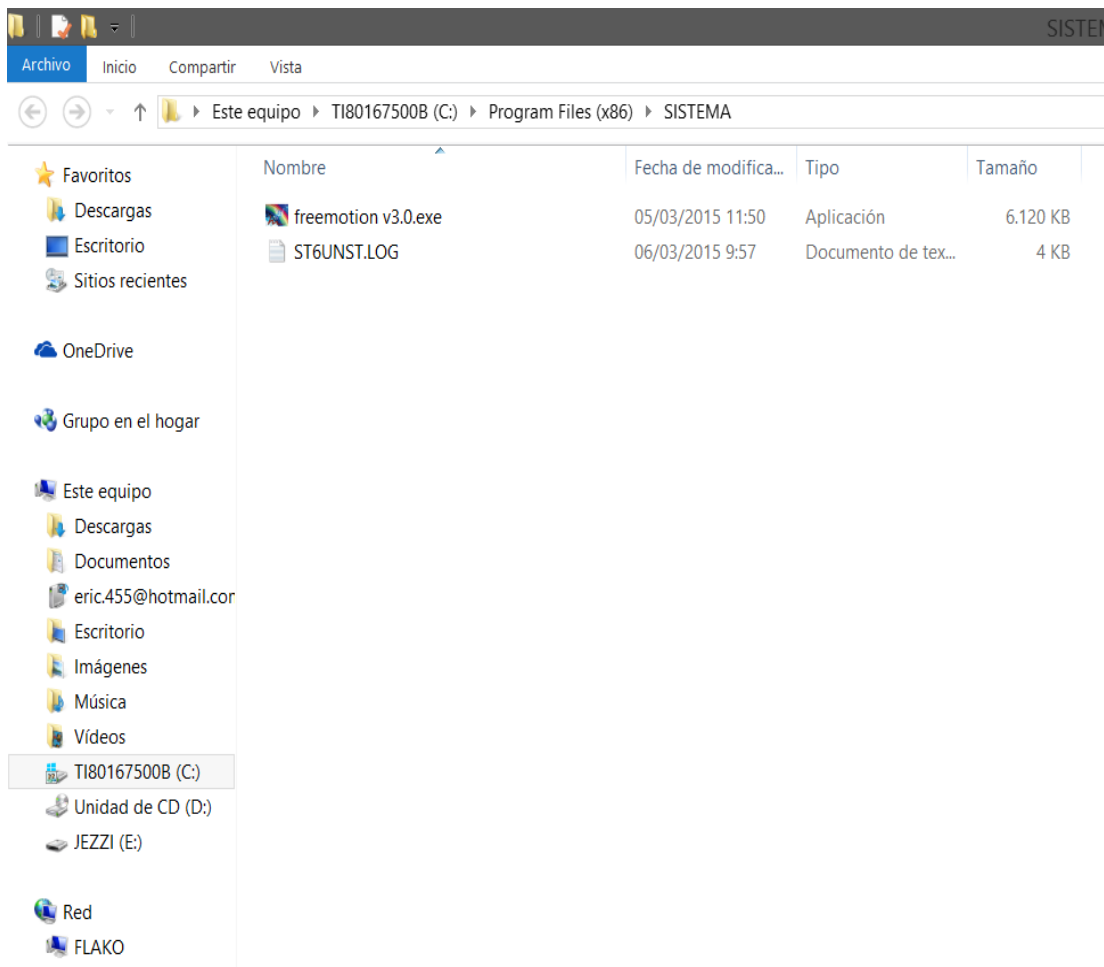 SISTEM
Archivo Inicio Compartir Vista
Este equipo TI80167500B (C:) Program Files (x86) SISTEMA
Nombre Fecha de modifica... Tipo Tamaño
freemotion v3.0.exe 05/03/2015 11:50 Aplicación 6.120 KB
ST6UNST.LOG 06/03/2015 9:57 Documento de tex... 4 KB
Favoritos
Descargas
Escritorio
Sitios recientes
OneDrive
Grupo en el hogar
Este equipo
Descargas
Documentos
eric.455@hotmail.cor
Escritorio
Imágenes
Música
Vídeos
TI80167500B (C:)
Unidad de CD (D:)
JEZZI (E:)
Red
FLAKO